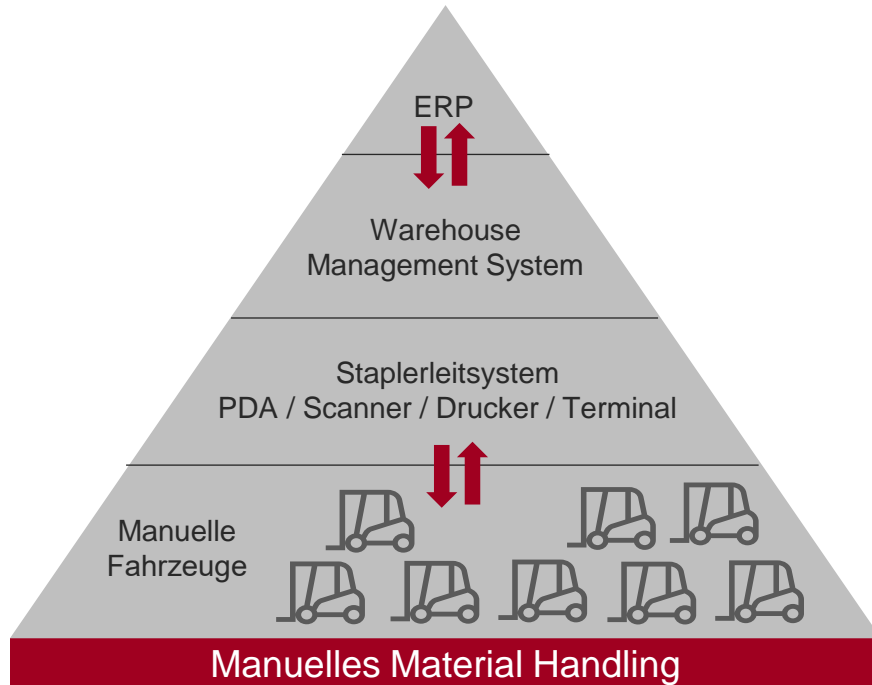 ERP
Warehouse
Management System
Staplerleitsystem
PDA / Scanner / Drucker / Terminal
Manuelle
Fahrzeuge
Manuelles Material Handling